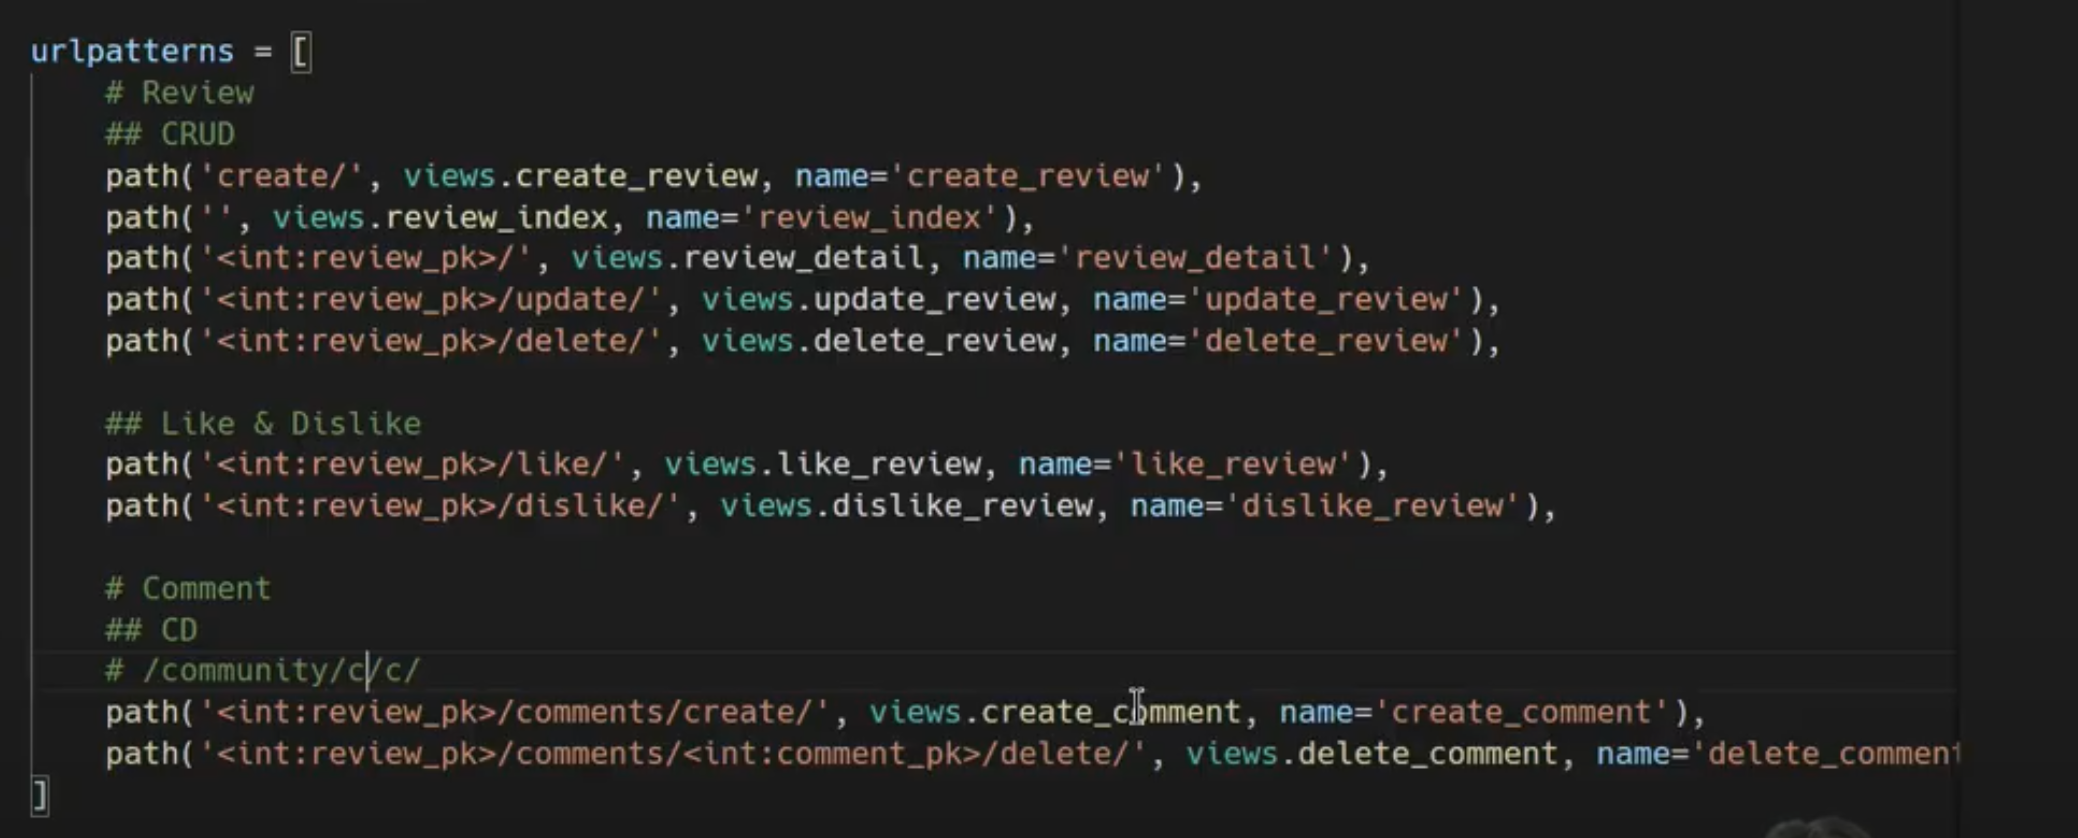 urlpatterns = [
# Review
## CRUD
path('create/', views.create_review, name='create_review'),
path('', views.review_index, name='review_index'),
path('<int:review_pk>/', views.review_detail, name='review_detail'),
path('<int:review_pk>/update/', views.update_review, name='update_review'),
path('<int:review_pk>/delete/', views.delete_review, name='delete_review'),
## Like & Dislike
path('<int:review_pk>/like/', views.like_review, name='like_review'),
path('<int:review_pk>/dislike/', views.dislike_review, name='dislike_review'),
# Comment
## CD
# /community/c/c/
path('<int:review_pk>/comments/create/', views.create_comment, name='create_comment'),
path('<int:review_pk>/comments/<int:comment_pk>/delete/', views.delete_comment, name='delete_comment
]